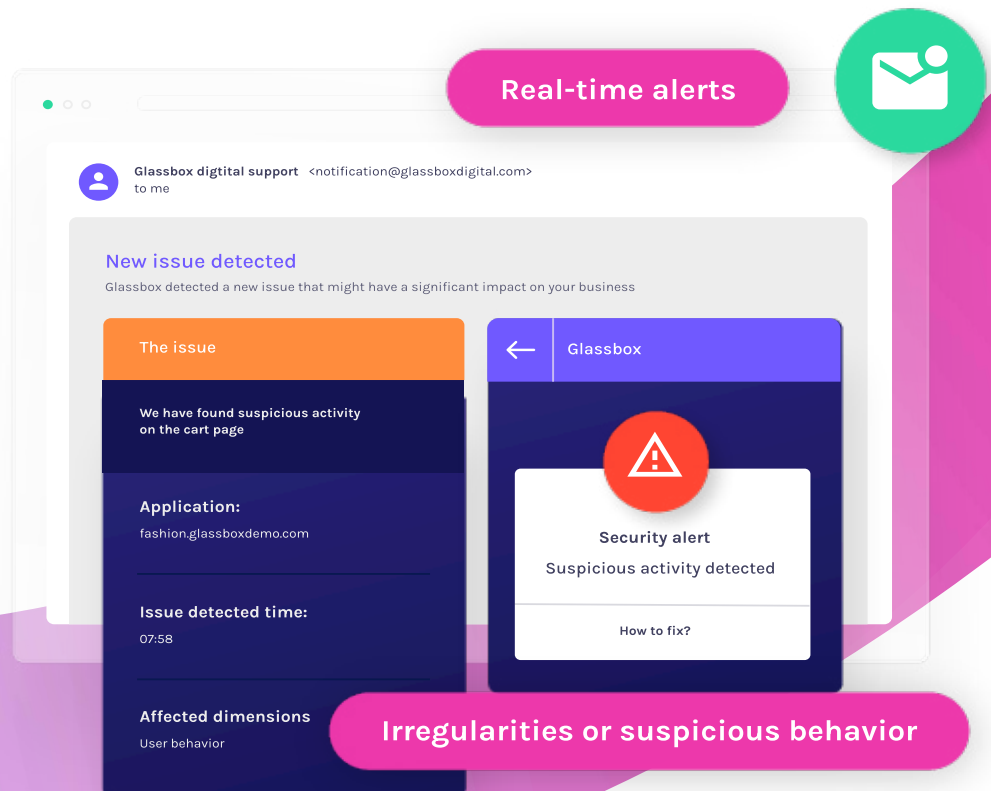 Real-time alerts
Glassbox digtital support <notification@glassboxdigital.com>
to me
New issue detected
Glassbox detected a new issue that might have a significant impact on your business
The issue
We have found suspicious activity
on the cart page
Application:
fashion.glassboxdemo.com
Issue detected time:
07:58
Affected dimensions
User behavior
Glassbox
Security alert
Suspicious activity detected
How to fix?
Irregularities or suspicious behavior